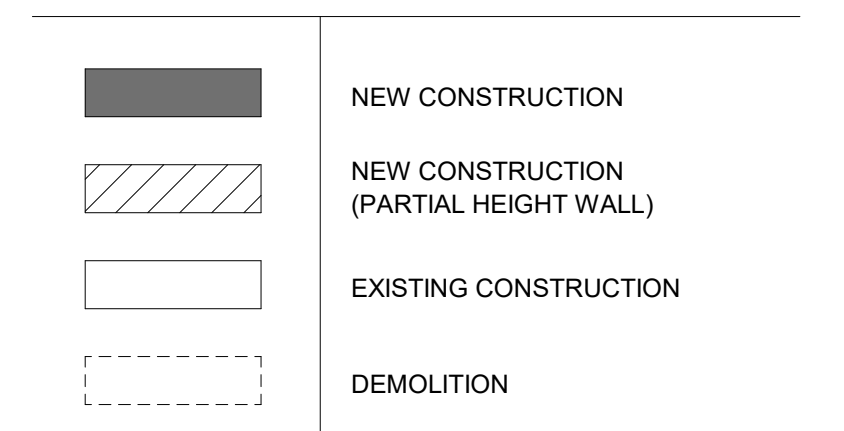 NEW CONSTRUCTION
NEW CONSTRUCTION
(PARTIAL HEIGHT WALL)
EXISTING CONSTRUCTION
DEMOLITION